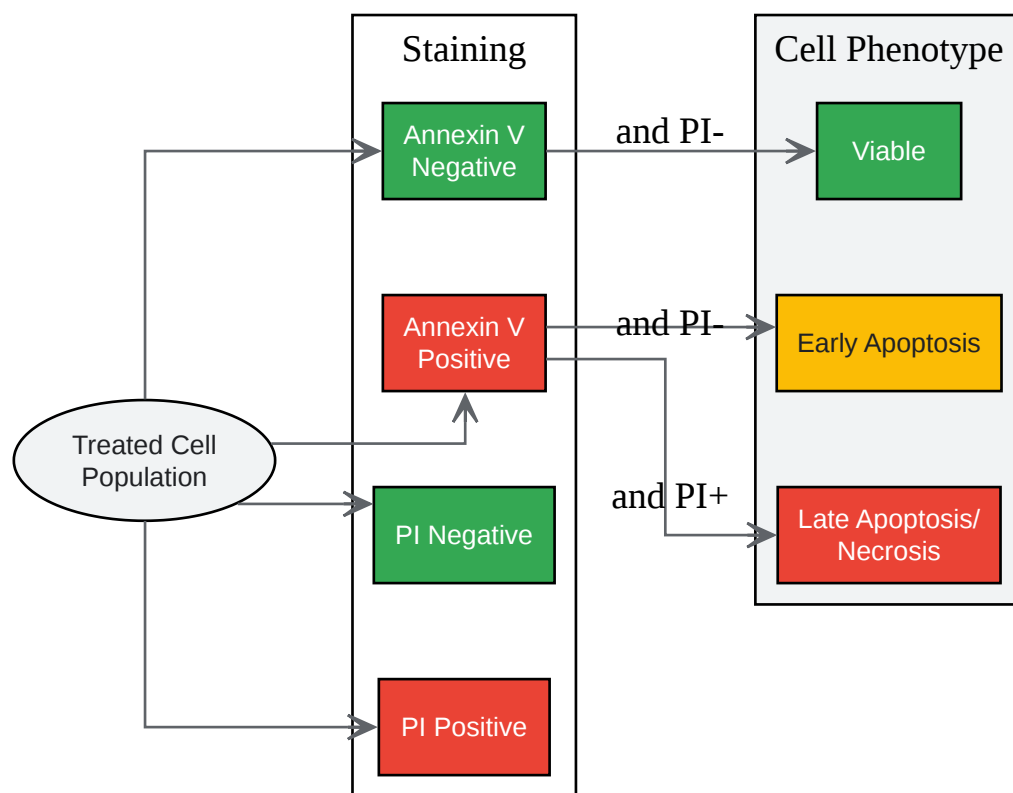 Staining
Cell Phenotype
Annexin V
Negative
and PI-
Viable
Annexin V
Positive
and PI-
Early Apoptosis
Treated Cell
Population
PI Negative
and PI+
Late Apoptosis/
Necrosis
PI Positive